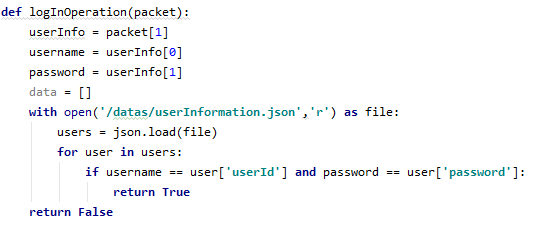 def logInOperation(packet):
    userInfo = packet[1]
    username = userInfo[0]
    password = userInfo[1]
    data = []
    with open('/datas/userInformation.json','r') as file:
        users = json.load(file)
        for user in users:
            if username == user['userId'] and password == user['password']:
                return True
    return False